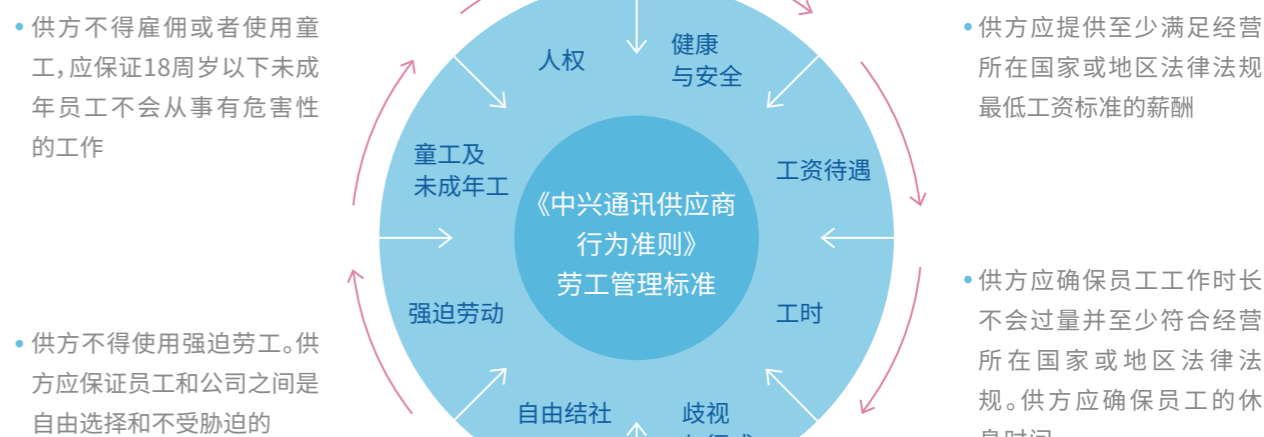 • 供方不得雇佣或者使用童
工，应保证18周岁以下未成
年员工不会从事有危害性
的工作
• 供方不得使用强迫劳工。供
方应保证员工和公司之间是
自由选择和不受胁迫的
人权
健康
与安全
童工及
未成年工
工资待遇
《中兴通讯供应商
行为准则》
劳工管理标准
强迫劳动
工时
自由结社
歧视
• 供方应提供至少满足经营
所在国家或地区法律法规
最低工资标准的薪酬
• 供方应确保员工工作时长
不会过量并至少符合经营
所在国家或地区法律法
规。供方应确保员工的休
息时间